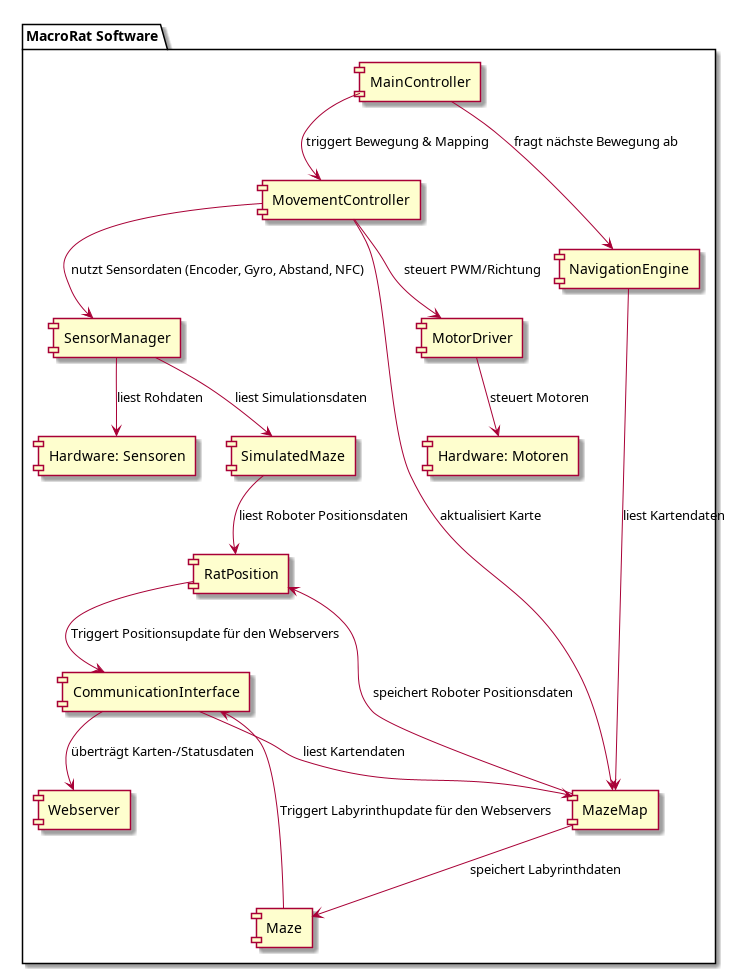 MacroRat Software
MainController
triggert Bewegung & Mapping
fragt nächste Bewegung ab
MovementController
nutzt Sensordaten (Encoder, Gyro, Abstand, NFC)
steuert PWM/Richtung
NavigationEngine
SensorManager
MotorDriver
liest Rohdaten
liest Simulationsdaten
steuert Motoren
Hardware: Sensoren
SimulatedMaze
Hardware: Motoren
liest Roboter Positionsdaten
aktualisiert Karte
liest Kartendaten
RatPosition
Triggert Positionsupdate für den Webservers
CommunicationInterface
speichert Roboter Positionsdaten
überträgt Karten-/Statusdaten
liest Kartendaten
Webserver
Triggert Labyrinthupdate für den Webservers
MazeMap
speichert Labyrinthdaten
Maze